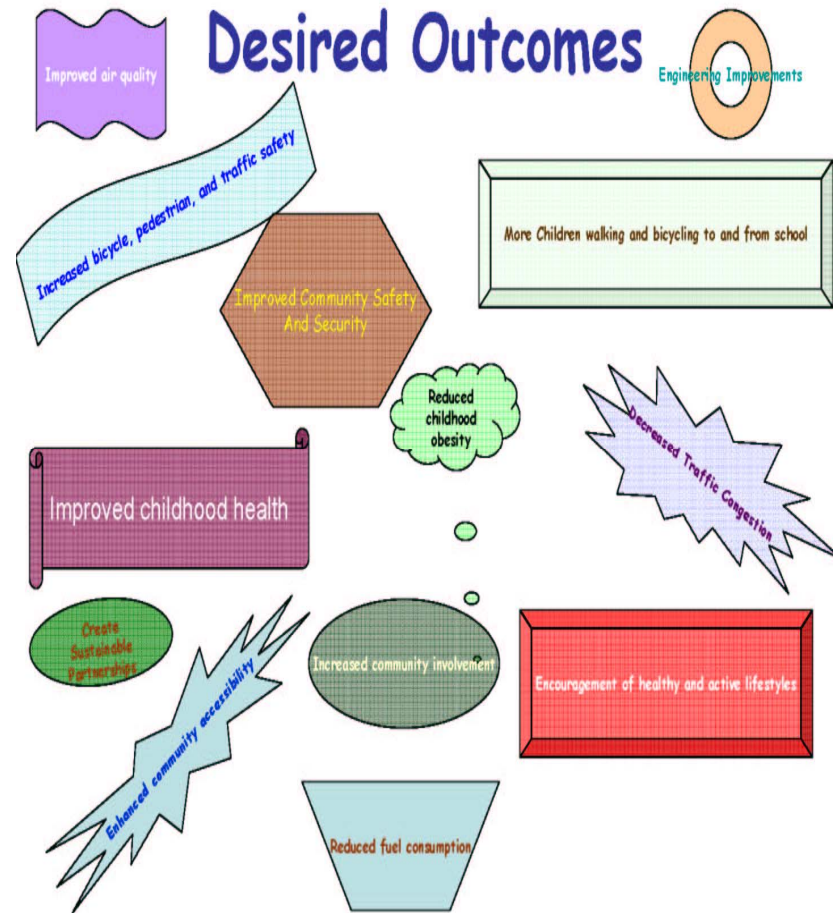 Desired Outcomes
Improved air quality
Engineering Improvements
Increased bicycle, pedestrian, and traffic safety
More Children walking and bicycling to and from school
Improved Community Safety
And Security
Reduced
childhood
obesity
Decreased Traffic Congestion
Improved childhood health
Create
Sustainable
Partnerships
Increased community involvement
Encouragement of healthy and active lifestyles
Enhanced community accessibility
Reduced fuel consumption